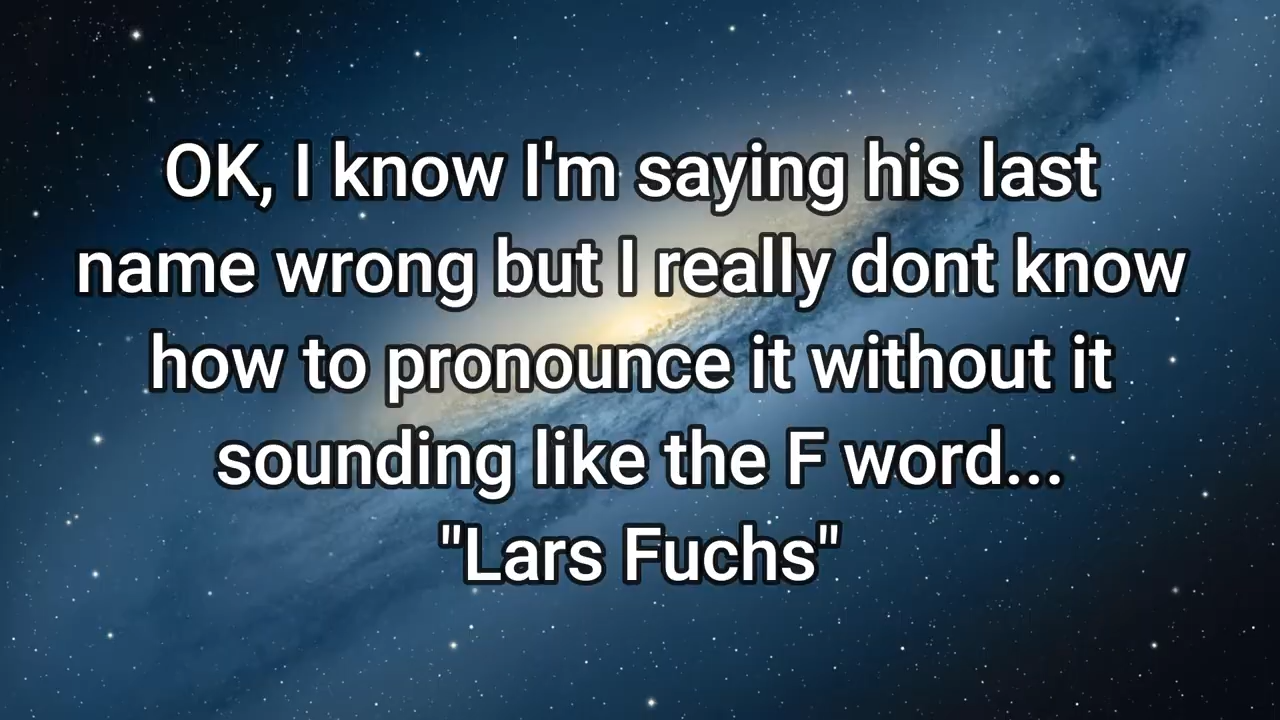 OK, I know I'm saying his last
name wrong but I really dont know
how to pronounce it without it
sounding like the F word...
"Lars Fuchs"